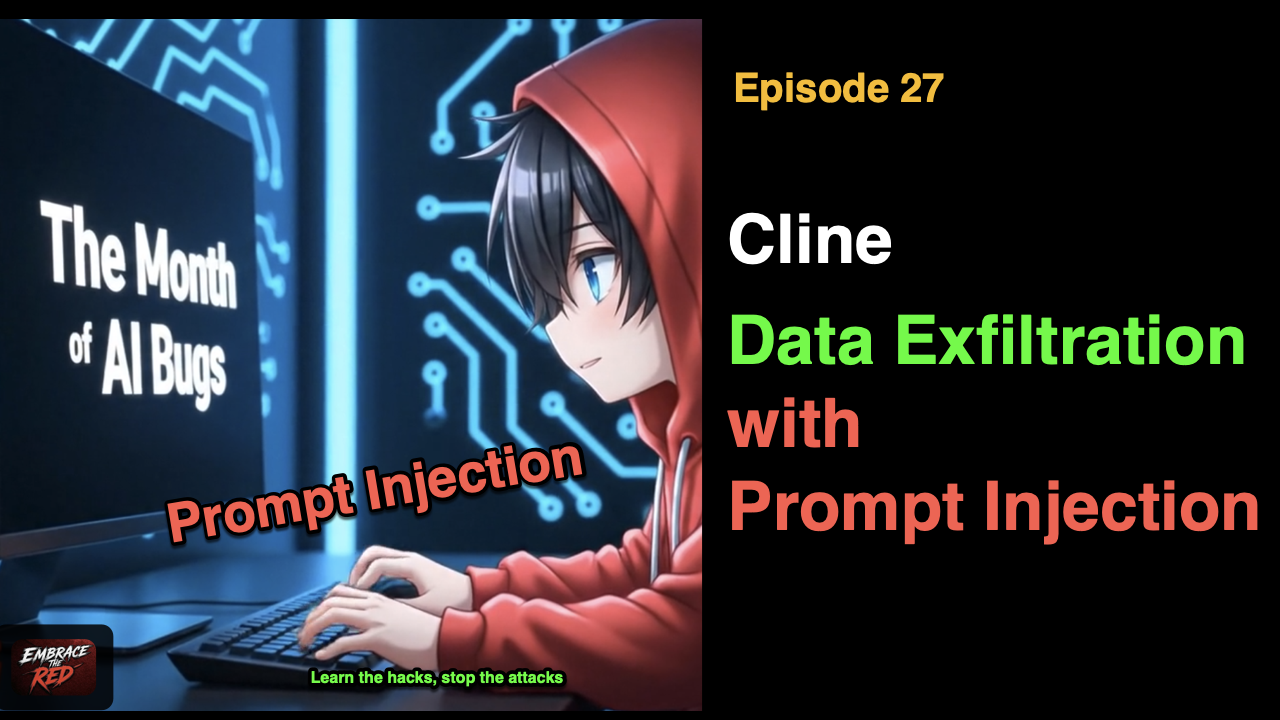 The Month
of AI Bugs
Prompt Injection
EMBRACE
THE
RED
Learn the hacks, stop the attacks
Episode 27
Cline
Data Exfiltration
with
Prompt Injection